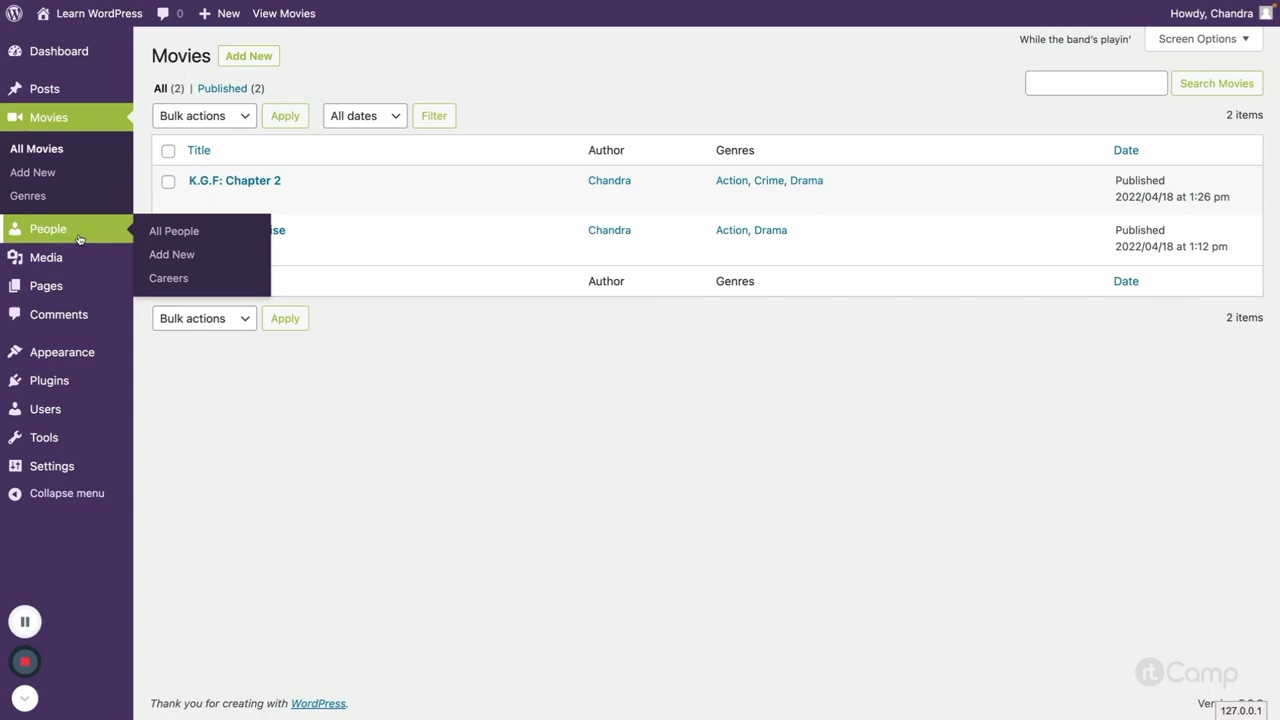 Learn WordPress
0
New
View Movies
Howdy, Chandra
Dashboard
Posts
Movies
All Movies
Add New
Genres
People
Media
Pages
Comments
Appearance
Plugins
Users
Tools
Settings
Collapse menu
All People
Add New
Careers
Movies
Add New
While the band's playin'
Screen Options
All (2) | Published (2)
Search Movies
Bulk actions
Apply
All dates
Filter
2 items
Title
Author
Genres
Date
K.G.F: Chapter 2
Chandra
Action, Crime, Drama
Published
2022/04/18 at 1:26 pm
ise
Chandra
Action, Drama
Published
2022/04/18 at 1:12 pm
Author
Genres
Date
Bulk actions
Apply
2 items
rtCamp
Thank you for creating with WordPress.
127.0.0.1